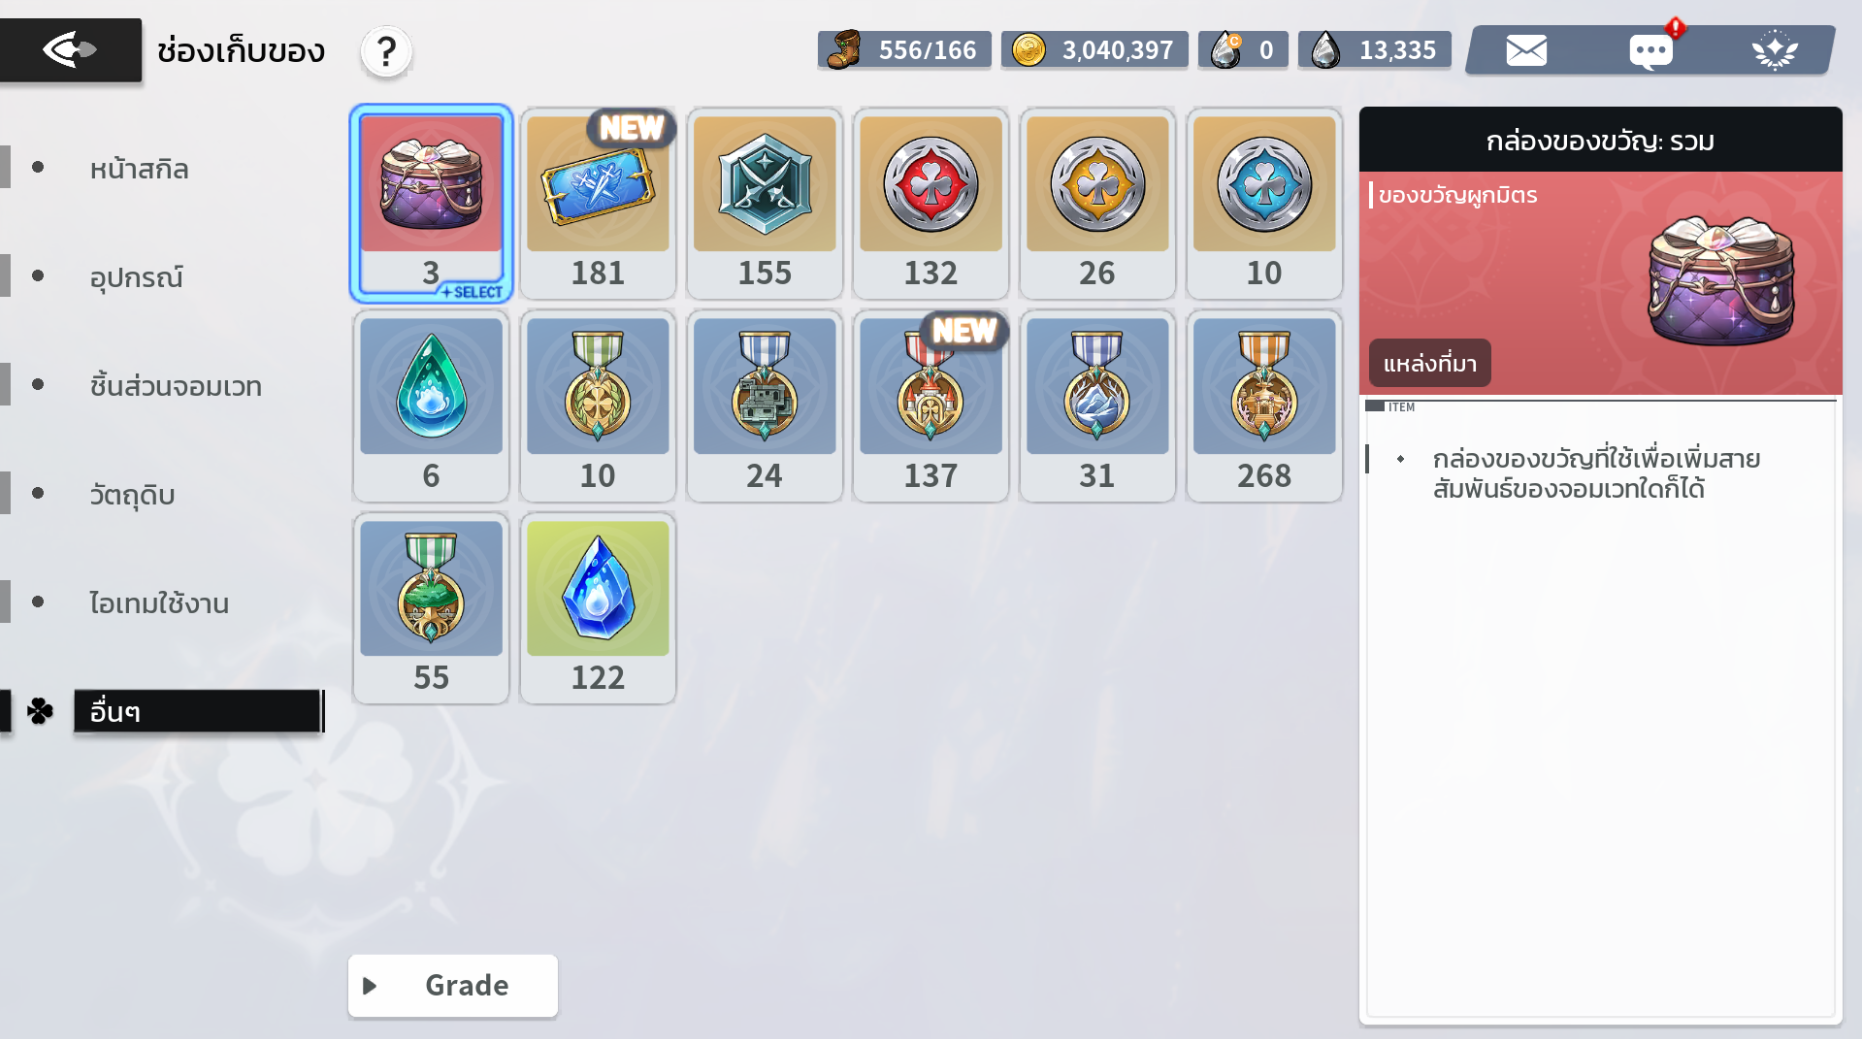 ช่องเก็บของ
?
556/166
3,040,397
0
13,335
หน้าสกิล
อุปกรณ์
ชิ้นส่วนจอมเวท
วัตถุดิบ
ไอเทมใช้งาน
อื่นๆ
3
SELECT
NEW
181
155
132
26
10
6
10
24
NEW
137
31
268
55
122
Grade
กล่องของขวัญ: รวม
ของขวัญผูกมิตร
แหล่งที่มา
ITEM
กล่องของขวัญที่ใช้เพื่อเพิ่มสาย
สัมพันธ์ของจอมเวทใดก็ได้